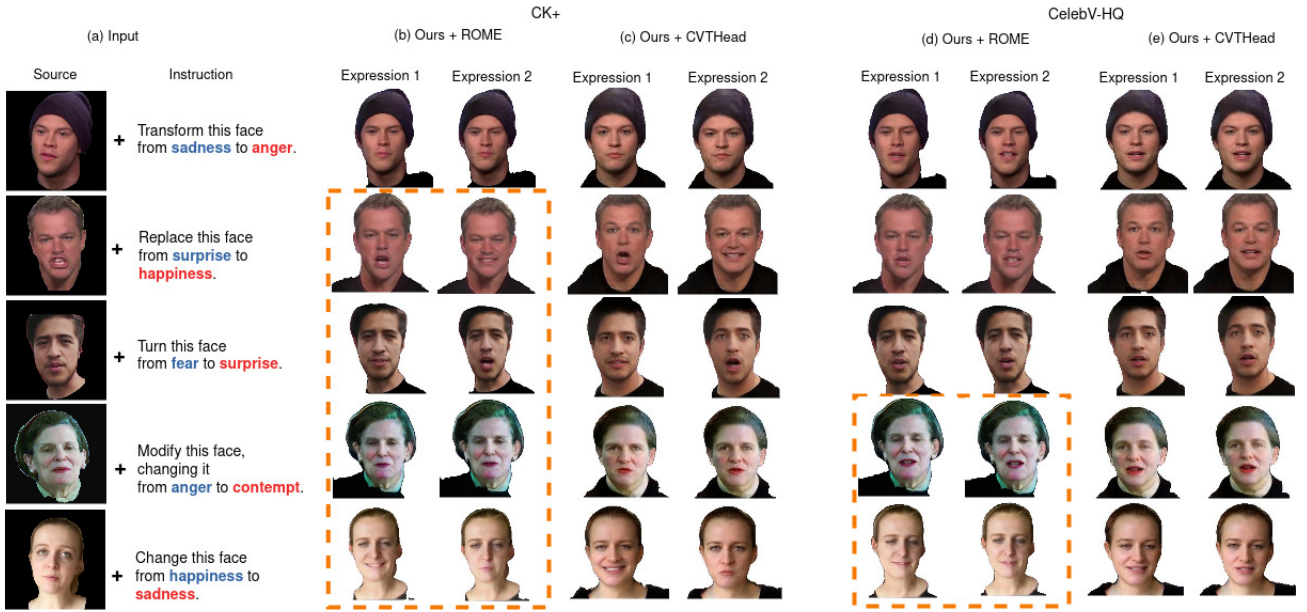 CK+
CelebV-HQ
(a) Input
(b) Ours + ROME
(c) Ours + CVTHead
(d) Ours + ROME
(e) Ours + CVTHead
Source
Instruction
Expression 1
Expression 2
Expression 1
Expression 2
Expression 1
Expression 2
Expression 1
Expression 2
+
Transform this face
from sadness to anger.
+
Replace this face
from surprise to
happiness.
+
Turn this face
from fear to surprise.
+
Modify this face,
changing it
from anger to contempt.
+
Change this face
from happiness to
sadness.